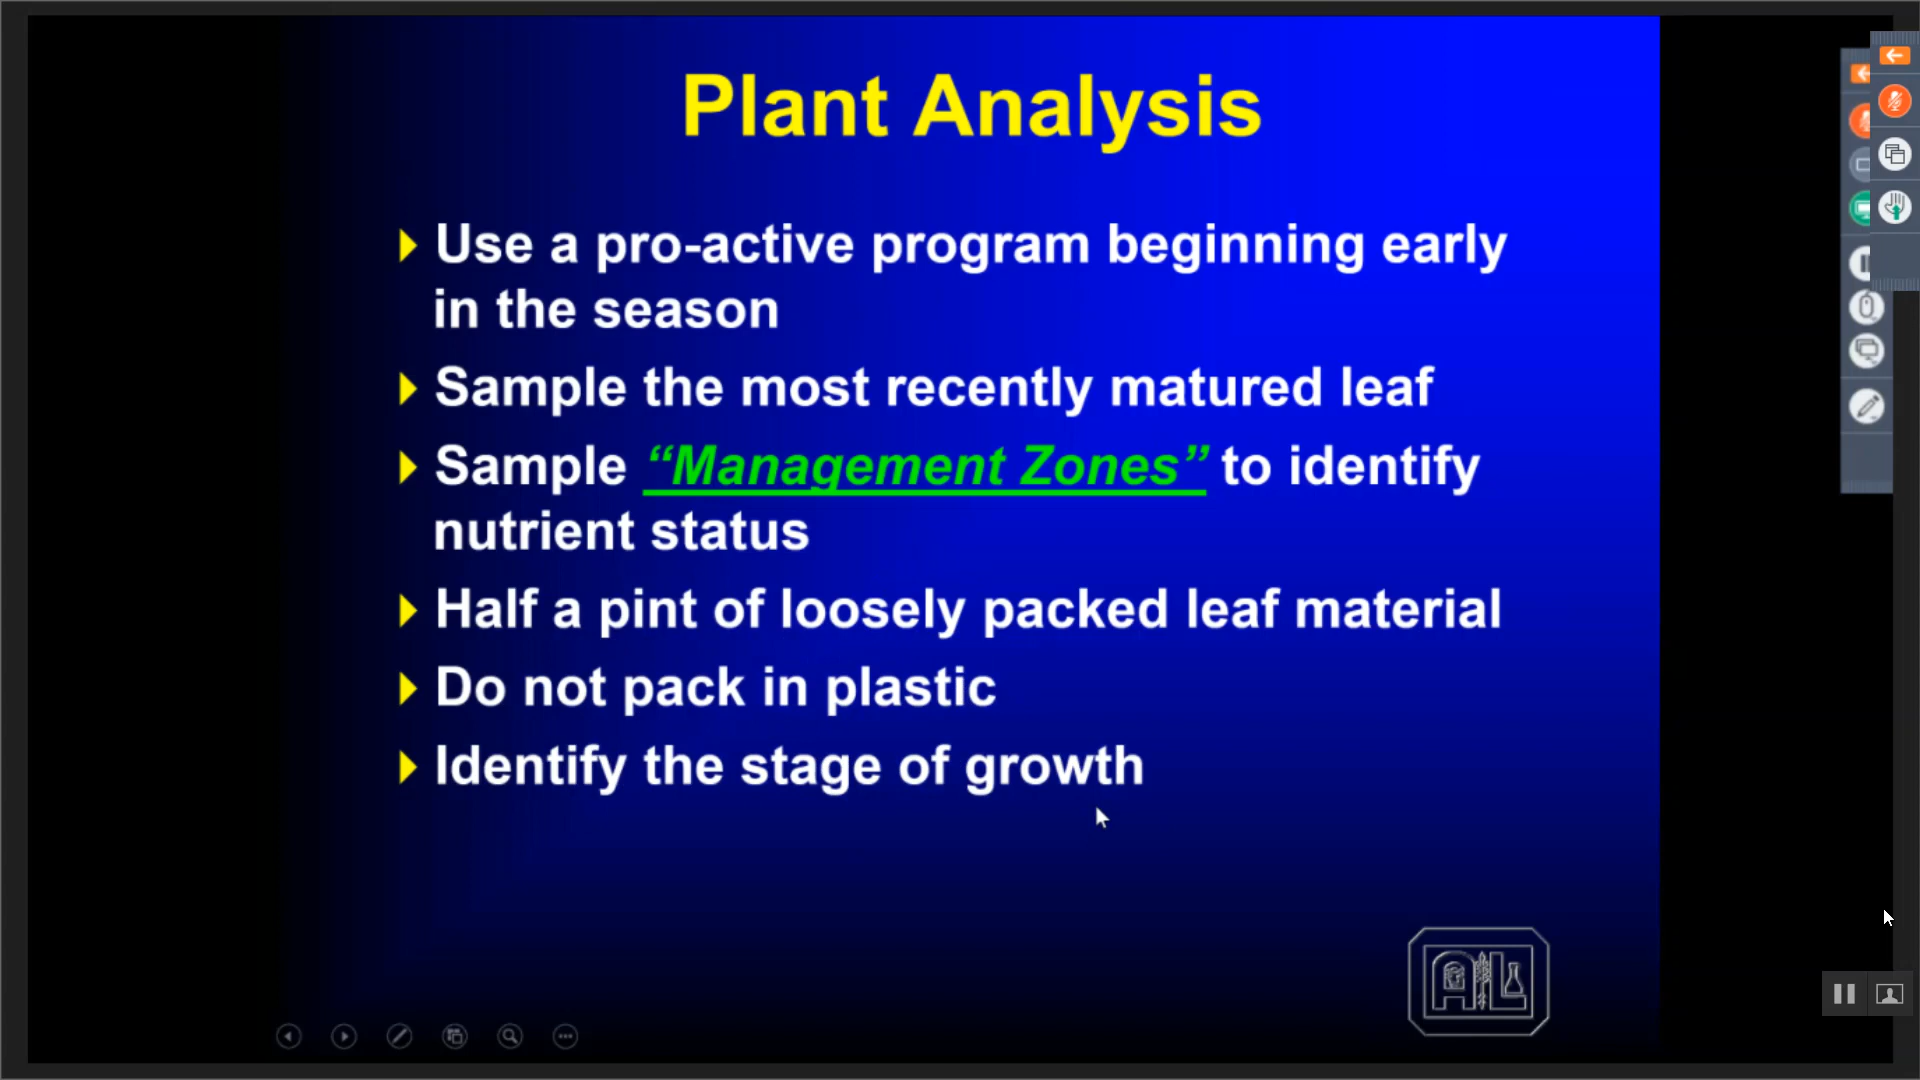 Plant Analysis
Use a pro-active program beginning early
in the season
Sample the most recently matured leaf
Sample “Management Zones” to identify
nutrient status
Half a pint of loosely packed leaf material
Do not pack in plastic
Identify the stage of growth
AL